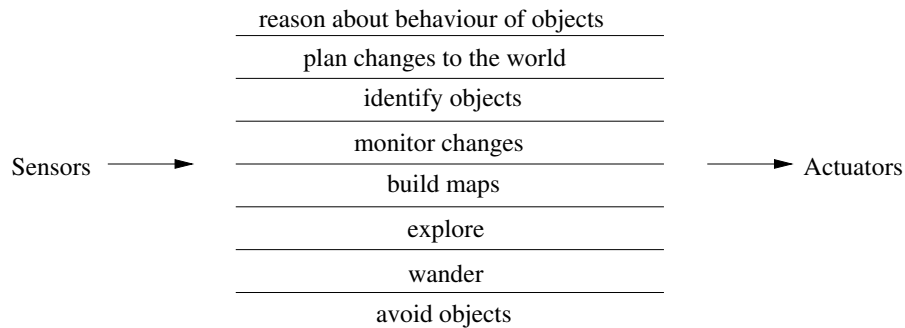 reason about behaviour of objects
plan changes to the world
identify objects
monitor changes
Sensors
Actuators
build maps
explore
wander
avoid objects